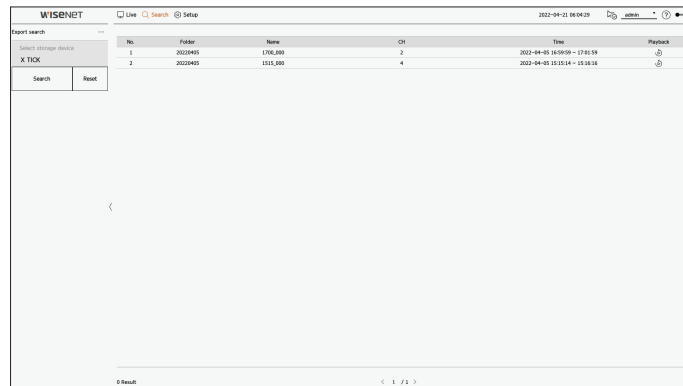 WISENET Live Search Setup 2022-04-21 06:04:29 admin ?
Export search ...
Select storage device
X TICK
Search Reset
No. Folder Name CH Time Playback
1 20220405 1700_000 2 2022-04-05 16:59:59 ~ 17:01:59
2 20220405 1515_000 4 2022-04-05 15:15:14 ~ 15:16:16
0 Result < 1 / 1 >